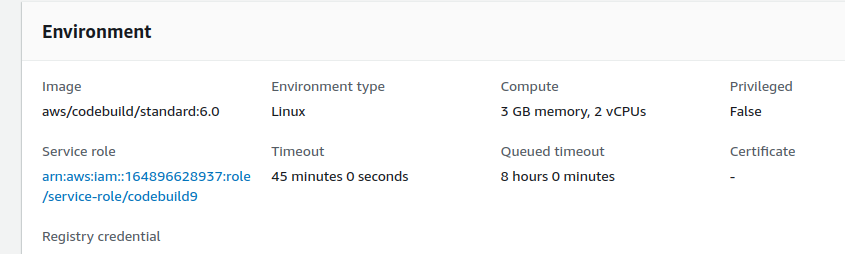 Environment
Image
Environment type
Compute
Privileged
aws/codebuild/standard:6.0
Linux
3 GB memory, 2 vCPUs
False
Service role
Timeout
Queued timeout
Certificate
arn:aws:iam::164896628937:role
/service-role/codebuild9
45 minutes 0 seconds
8 hours 0 minutes
-
Registry credential